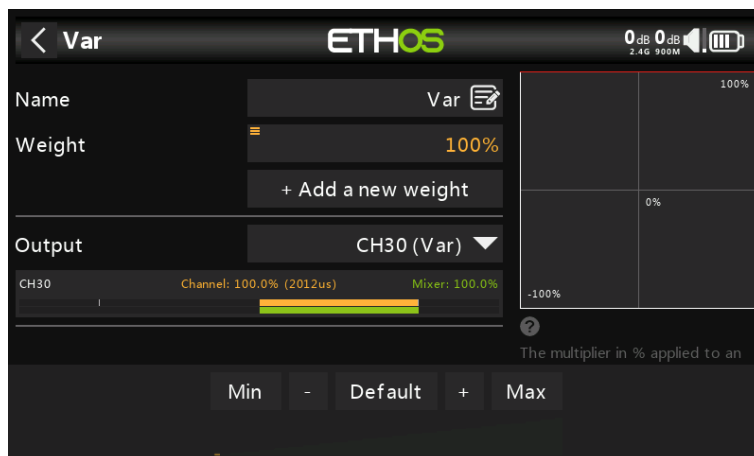 Var
ETHOS
0dB 0dB
2.4G 900M
Name
Var
100%
Weight
100%
+ Add a new weight
0%
Output
CH30 (Var)
CH30
Channel: 100.0% (2012us)
Mixer: 100.0%
-100%
?
The multiplier in % applied to an
Min
-
Default
+
Max